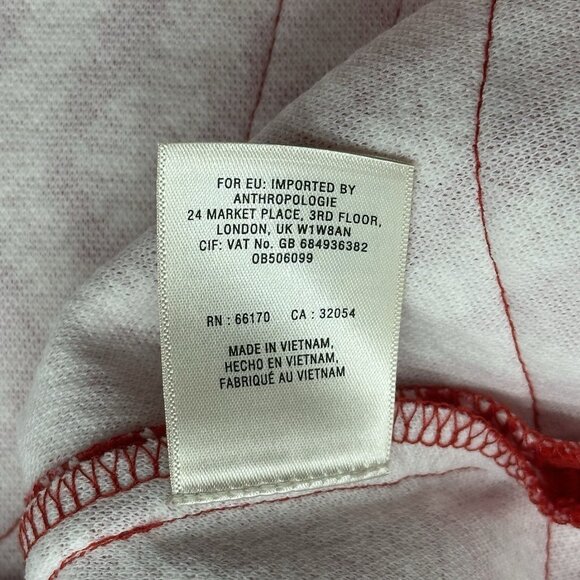 FOR EU: IMPORTED BY
ANTHROPOLOGIE
24 MARKET PLACE, 3RD FLOOR,
LONDON, UK W1W8AN
CIF: VAT No. GB 684936382
OB506099
RN : 66170 CA : 32054
MADE IN VIETNAM,
HECHO EN VIETNAM,
FABRIQUÉ AU VIETNAM